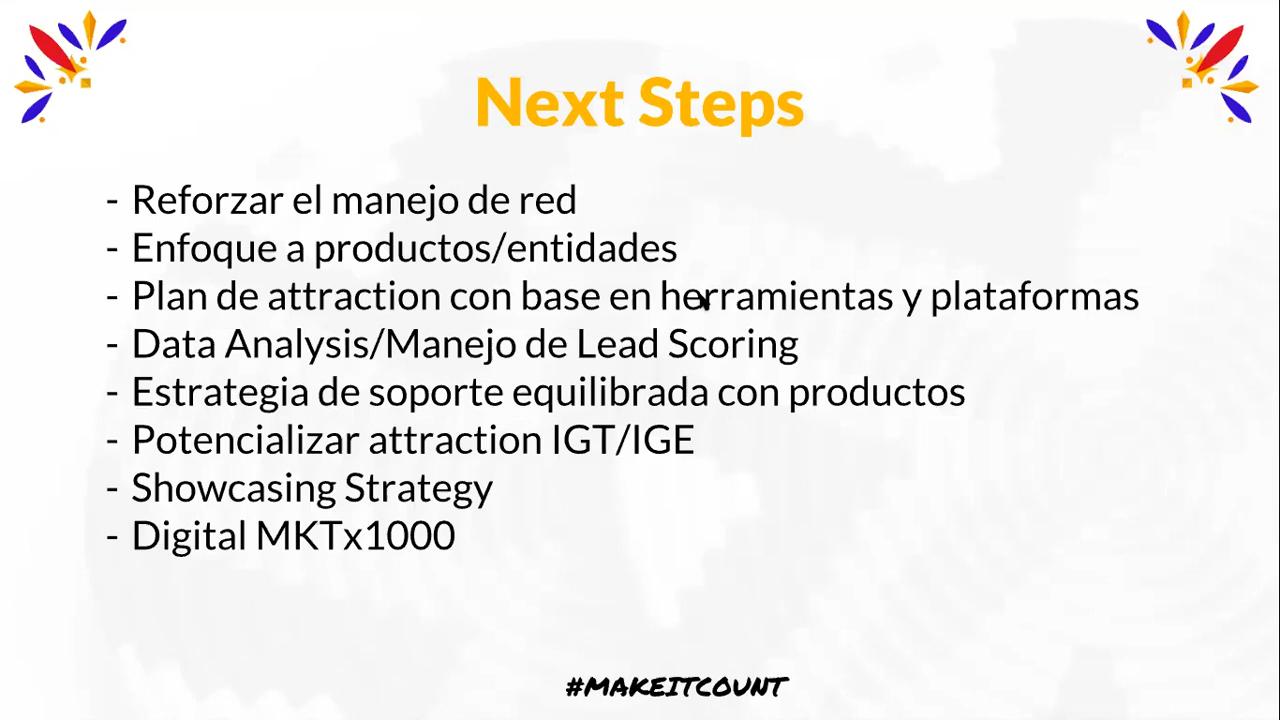 Next Steps
- Reforzar el manejo de red
- Enfoque a productos/entidades
- Plan de attraction con base en herramientas y plataformas
- Data Analysis/Manejo de Lead Scoring
- Estrategia de soporte equilibrada con productos
- Potencializar attraction IGT/IGE
- Showcasing Strategy
- Digital MKTx1000
#MAKEITCOUNT